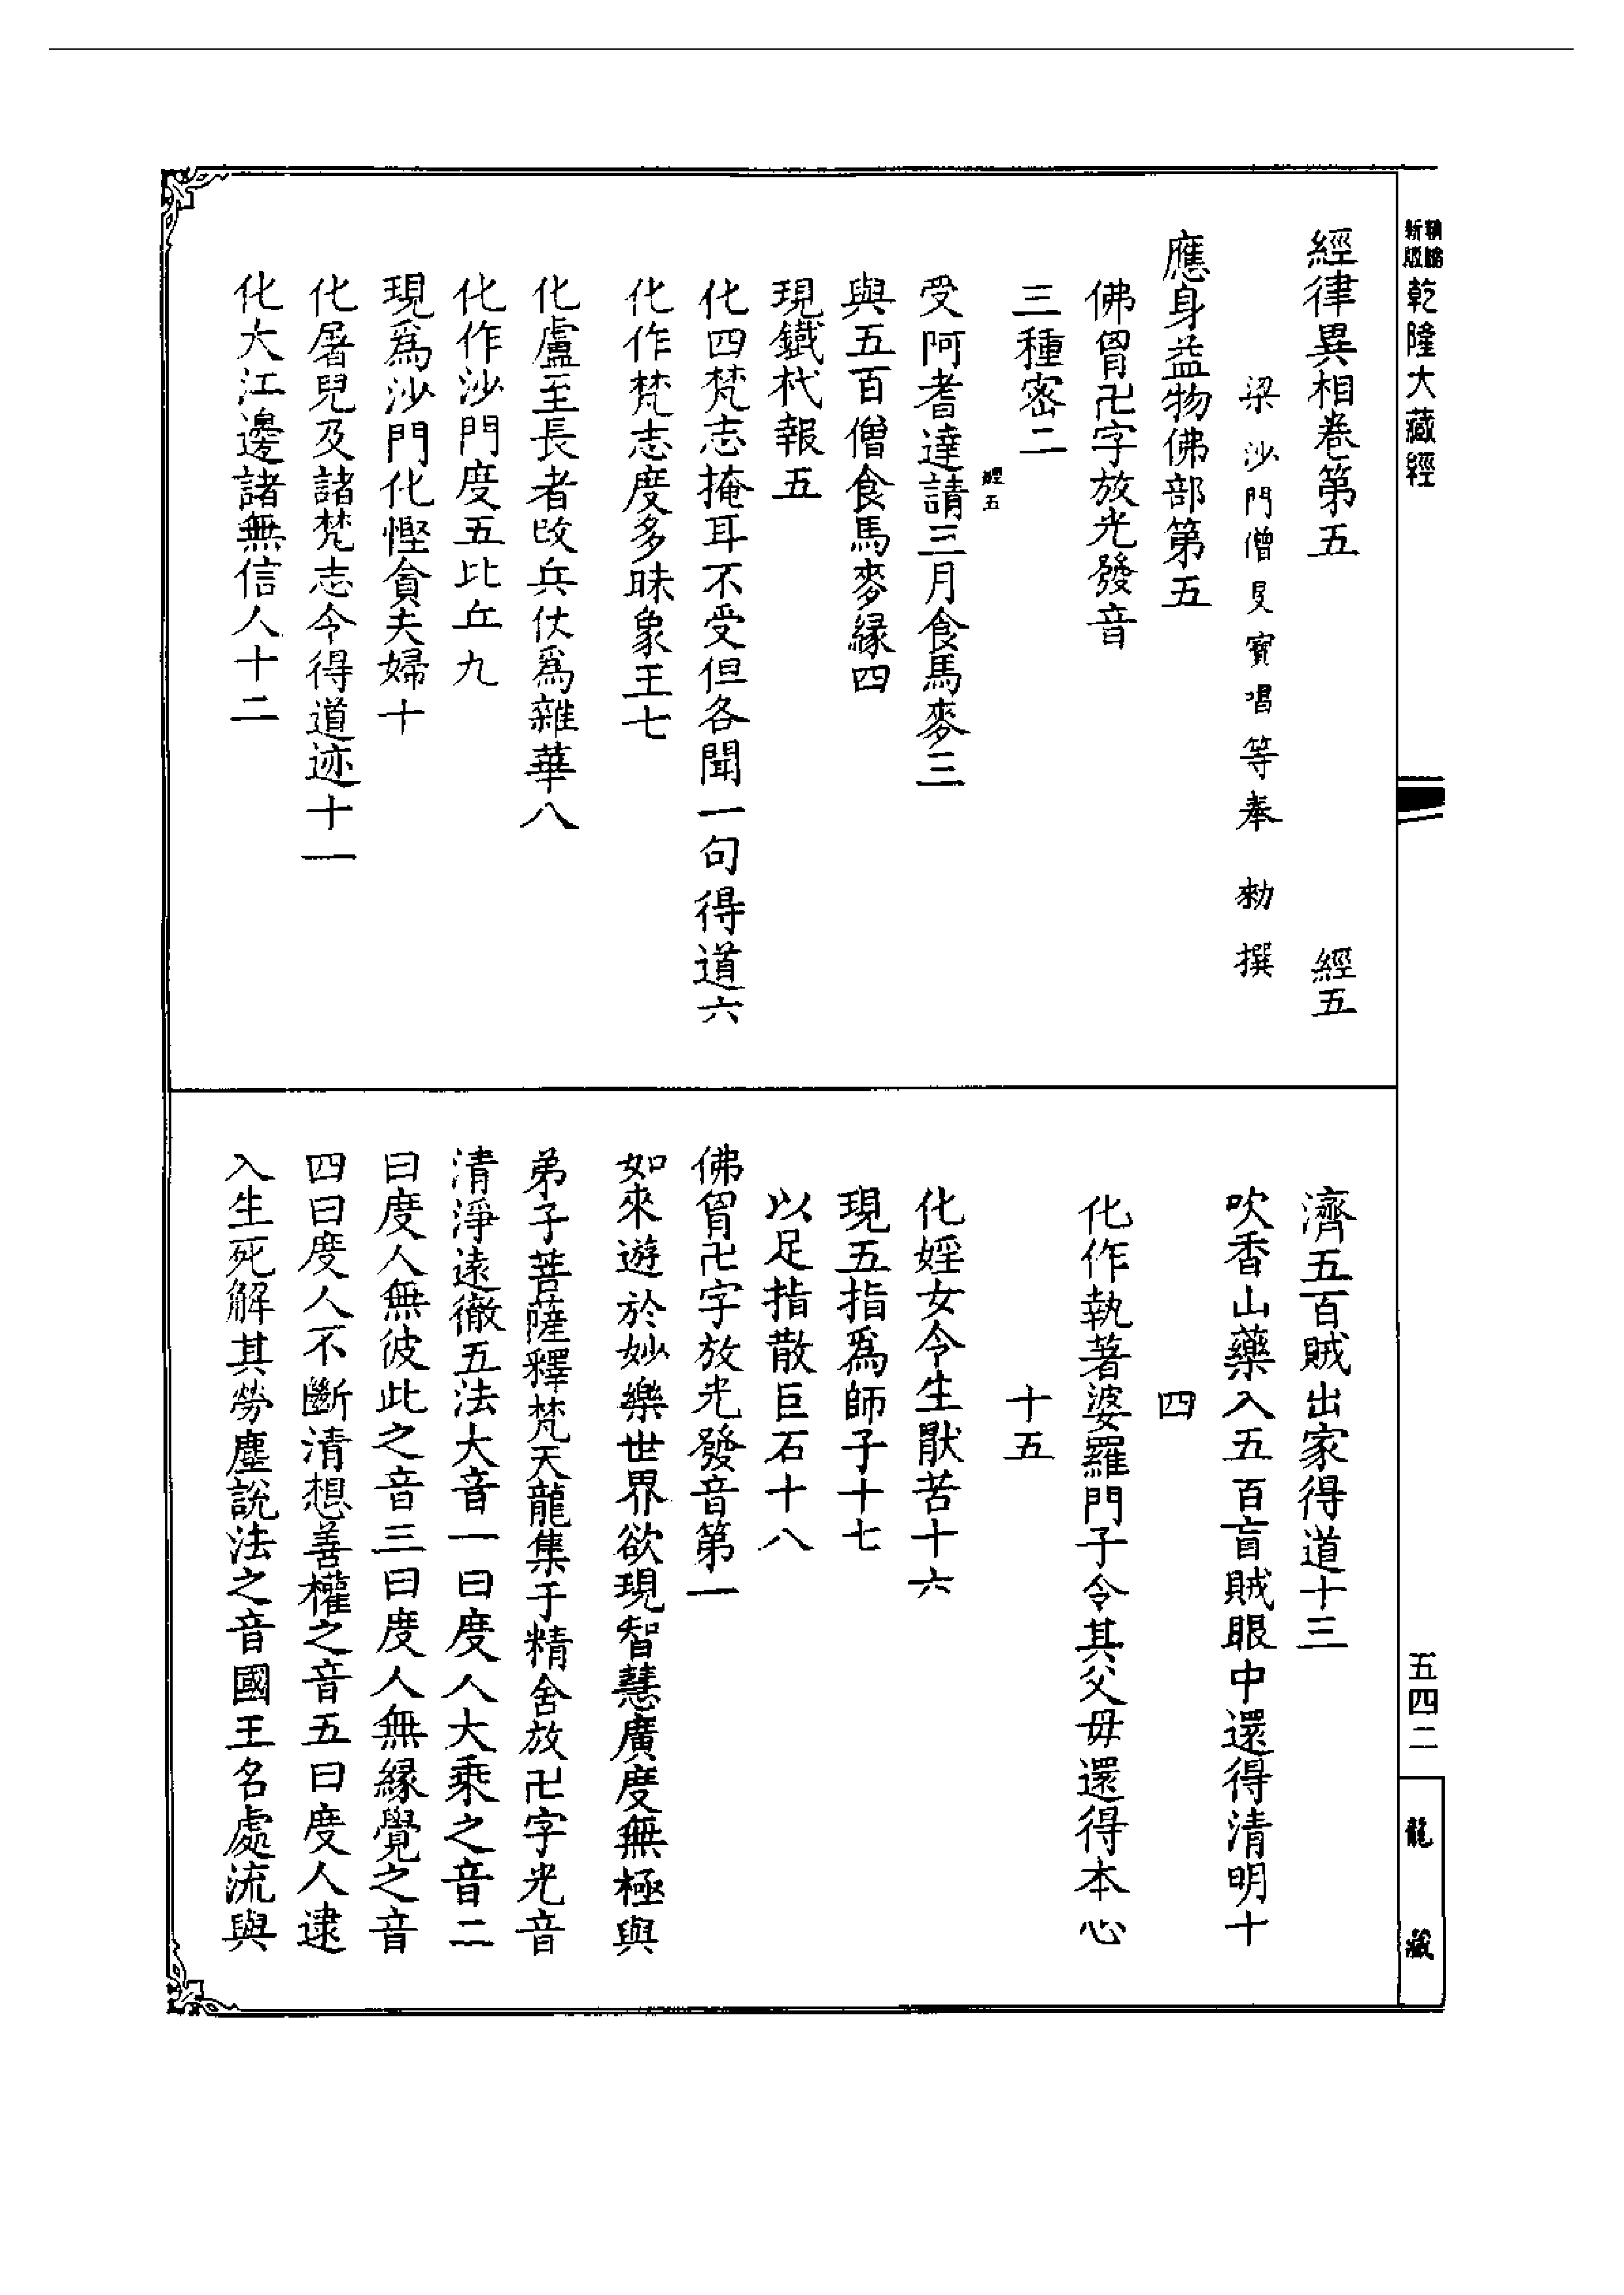 新版
乾隆大藏經
經律異相卷第五 經五
梁沙門僧旻寶唱等奉 勅撰
應身益物佛部第五
佛胷卍字放光發音
三種密二
經五
受阿耆達請三月食馬麥三
與五百僧食馬麥緣四
現鐵杙報五
化四梵志掩耳不受但各聞一句得道六
化作梵志度多昧象王七
化盧至長者改兵仗爲雜華八
化作沙門度五比丘九
現爲沙門化慳貪夫婦十
化屠兒及諸梵志令得道迹十一
化大江邊諸無信人十二
濟五百賊出家得道十三
吹香山藥入五百盲賊眼中還得清明十
四
化作執著婆羅門子令其父母還得本心
十五
化婬女令生厭苦十六
現五指爲師子十七
以足指散巨石十八
佛胷卍字放光發音第一
如來遊於妙樂世界欲現智慧廣度無極與
弟子菩薩釋梵天龍集于精舍放卍字光音
清淨遠徹五法大音一曰度人大乘之音二
曰度人無彼此之音三曰度人無緣覺之音
四曰度人不斷清想善權之音五曰度人逮
入生死解其勞塵說法之音國王名處流與
五四二
龍藏